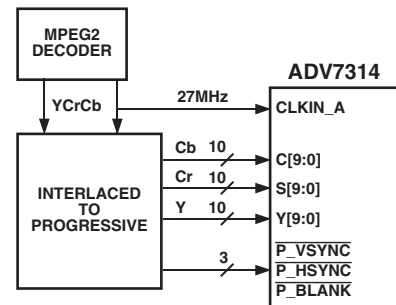 MPEG2
DECODER
ADV7314
YCrCb
27MHz
CLKIN_A
Cb 10
C[9:0]
Cr 10
S[9:0]
Y 10
Y[9:0]
INTERLACED
TO
PROGRESSIVE
3
P_VSYNC
P_HSYNC
P_BLANK